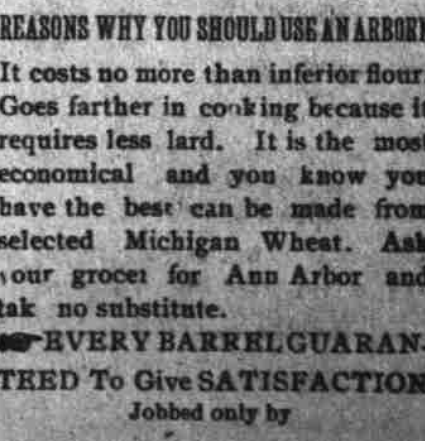 REASONS WHY YOU SHOULD USE AN ARBOR
It costs no more than inferior flour.
Goes farther in cooking because it
requires less lard. It is the most
economical and you know you
have the best can be made from
selected Michigan Wheat. Ask
your grocer for Ann Arbor and
tak no substitute.
EVERY BARREL GUARAN-
TEED To Give SATISFACTION
Jobbed only by